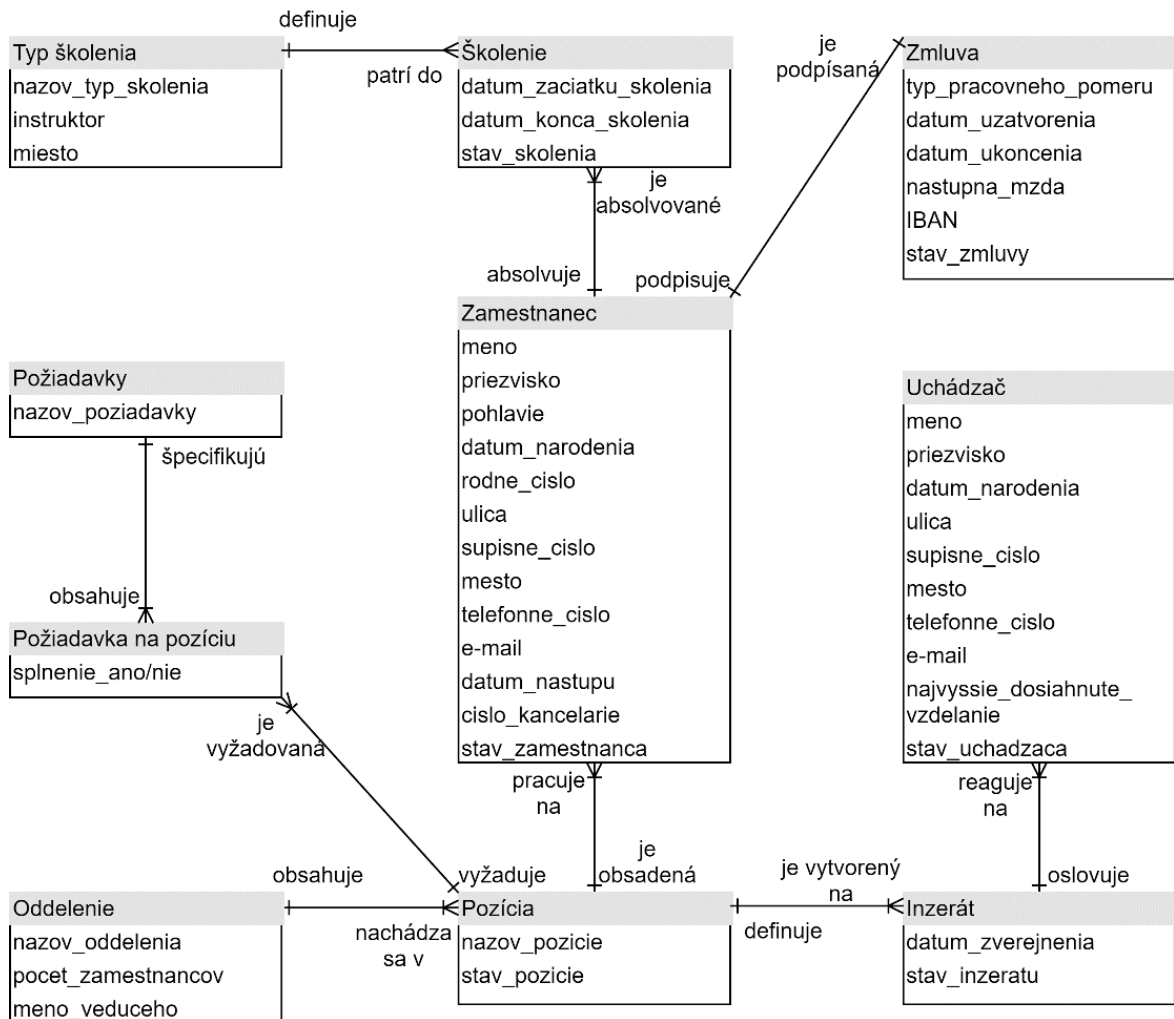 definuje
Typ školenia
nazov_typ_skolenia
instruktor
miesto
patrí do
Školenie
datum_zaciatku_skolenia
datum_konca_skolenia
stav_skolenia
je
podpísaná
Zmluva
typ_pracovneho_pomeru
datum_uzatvorenia
datum_ukoncenia
nastupna_mzda
IBAN
stav_zmluvy
je
absolvované
absolvuje
podpisuje
Zamestnanec
meno
priezvisko
pohlavie
datum_narodenia
rodne_cislo
ulica
supisne_cislo
mesto
telefonne_cislo
e-mail
datum_nastupu
cislo_kancelarie
stav_zamestnanca
Požiadavky
nazov_poziadavky
špecifikujú
obsahuje
Požiadavka na pozíciu
splnenie_ano/nie
je
vyžadovaná
Uchádzač
meno
priezvisko
datum_narodenia
ulica
supisne_cislo
mesto
telefonne_cislo
e-mail
najvyssie_dosiahnute_
vzdelanie
stav_uchadzaca
pracuje
na
reaguje
na
je
obsadená
vyžaduje
obsahuje
je vytvorený
na
osloviuje
Oddelenie
nazov_oddelenia
pocet_zamestnancov
meno_veduceho
nachádza
sa v
Pozícia
nazov_pozicie
stav_pozicie
definuje
Inzerát
datum_zverejnenia
stav_inzeratu